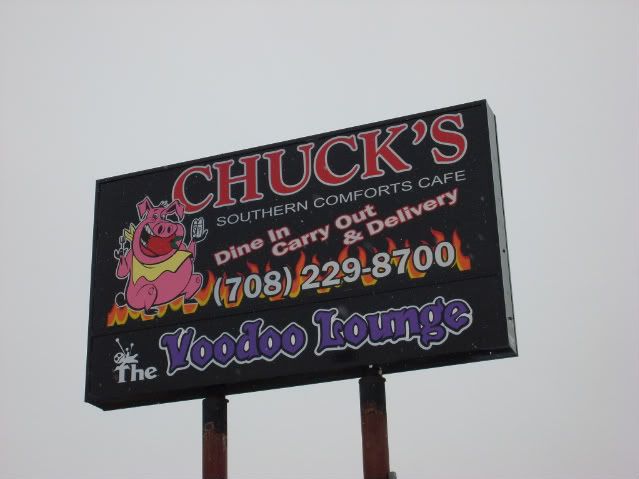 CHUCK'S
SOUTHERN COMFORTS CAFE
Dine In
Carry Out
& Delivery
(708) 229-8700
The Voodoo Lounge